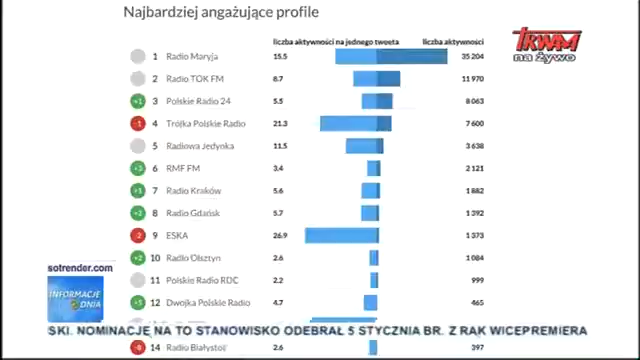 Najbardziej angażujące profile
liczba aktywności na jednego tweeta liczba aktywności
1 Radio Maryja 15.5 35 204
2 Radio TOK FM 8.7 11 970
+1 3 Polskie Radio 24 5.5 8 063
-1 4 Trójka Polskie Radio 21.3 7 600
5 Radiowa Jedynka 11.5 3 638
+3 6 RMF FM 3.4 2 121
+1 7 Radio Kraków 5.6 1 882
+2 8 Radio Gdańsk 5.7 1 392
9 ESKA 26.9 1 373
+2 10 Radio Olsztyn 2.6 1 084
11 Polskie Radio RDC 2.2 999
12 Dwojka Polskie Radio 4.7 465
14 Radio Białystok 2.6 397
TRWAM
na żywo
sotrender.com
INFORMACJE
DNIA
SKI. NOMINACJĘ NA TO STANOWISKO ODEBRAŁ 5 STYCZNIA BR. Z RĄK WICEPREMIERA